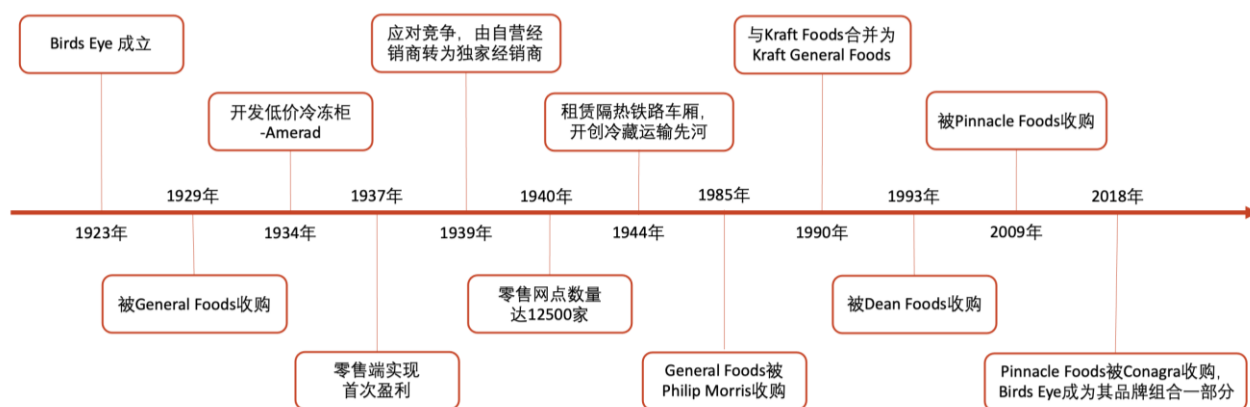 Birds Eye 成立
应对竞争，由自营经
销商转为独家经销商
与Kraft Foods合并为
Kraft General Foods
开发低价冷冻柜
-Amerad
租赁隔热铁路车厢，
开创冷藏运输先河
被Pinnacle Foods收购
1929年
1937年
1940年
1985年
1993年
2018年
1923年
1934年
1939年
1944年
1990年
2009年
被General Foods收购
零售网点数量
达12500家
被Dean Foods收购
零售端实现
首次盈利
General Foods被
Philip Morris收购
Pinnacle Foods被Conagra收购，
Birds Eye成为其品牌组合一部分